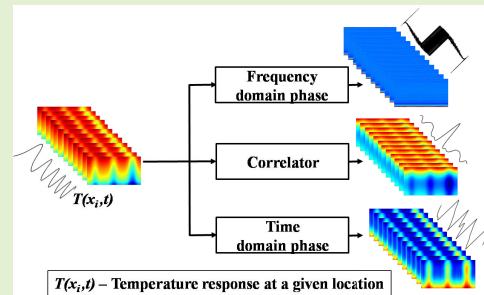 Frequency
domain phase
Correlator
T(xᵢ,t)
Time
domain phase
T(xᵢ,t) – Temperature response at a given location